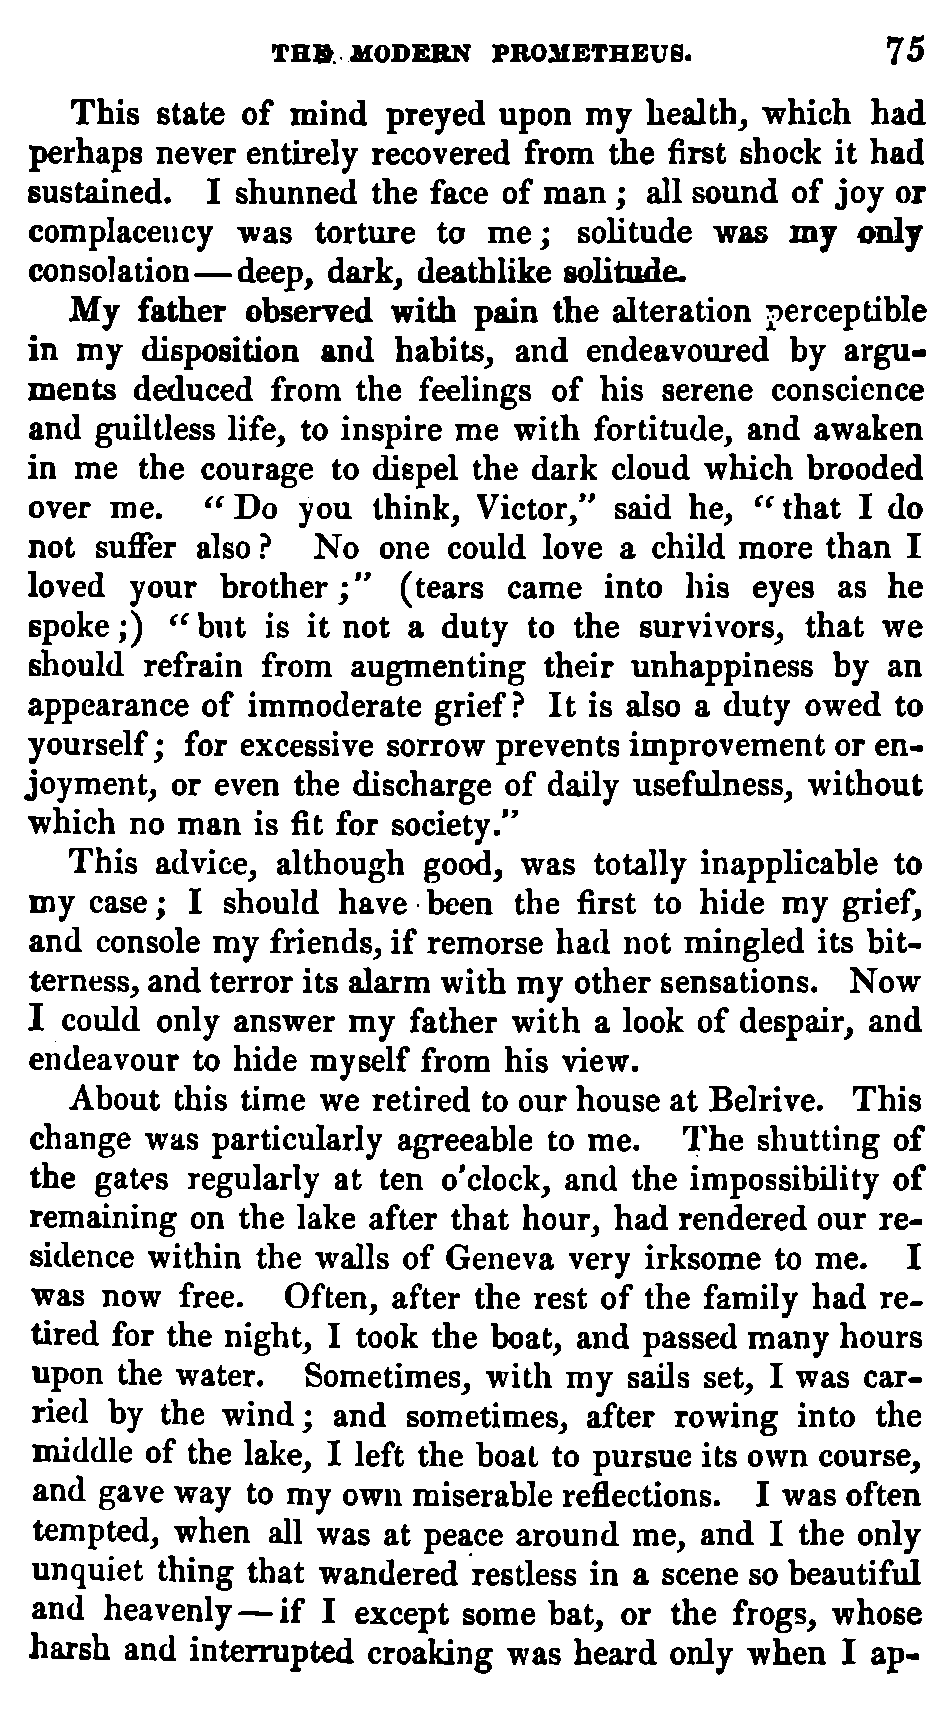 THE MODERN PROMETHEUS. 75
This state of mind preyed upon my health, which had
perhaps never entirely recovered from the first shock it had
sustained. I shunned the face of man ; all sound of joy or
complacency was torture to me ; solitude was my only
consolation—deep, dark, deathlike solitude.
My father observed with pain the alteration perceptible
in my disposition and habits, and endeavoured by argu-
ments deduced from the feelings of his serene conscience
and guiltless life, to inspire me with fortitude, and awaken
in me the courage to dispel the dark cloud which brooded
over me. “ Do you think, Victor,” said he, “ that I do
not suffer also ? No one could love a child more than I
loved your brother ;” (tears came into his eyes as he
spoke ;) “ but is it not a duty to the survivors, that we
should refrain from augmenting their unhappiness by an
appearance of immoderate grief ? It is also a duty owed to
yourself ; for excessive sorrow prevents improvement or en-
joyment, or even the discharge of daily usefulness, without
which no man is fit for society.”
This advice, although good, was totally inapplicable to
my case ; I should have been the first to hide my grief,
and console my friends, if remorse had not mingled its bit-
terness, and terror its alarm with my other sensations. Now
I could only answer my father with a look of despair, and
endeavour to hide myself from his view.
About this time we retired to our house at Belrive. This
change was particularly agreeable to me. The shutting of
the gates regularly at ten o'clock, and the impossibility of
remaining on the lake after that hour, had rendered our re-
sidence within the walls of Geneva very irksome to me. I
was now free. Often, after the rest of the family had re-
tired for the night, I took the boat, and passed many hours
upon the water. Sometimes, with my sails set, I was car-
ried by the wind ; and sometimes, after rowing into the
middle of the lake, I left the boat to pursue its own course,
and gave way to my own miserable reflections. I was often
tempted, when all was at peace around me, and I the only
unquiet thing that wandered restless in a scene so beautiful
and heavenly—if I except some bat, or the frogs, whose
harsh and interrupted croaking was heard only when I ap-